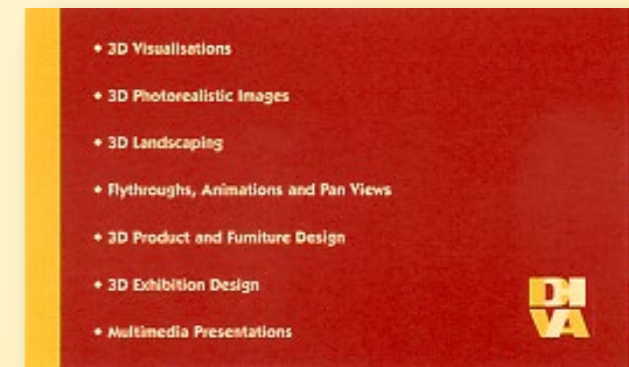 • 3D Visualisations
• 3D Photorealistic Images
• 3D Landscaping
• Flythroughs, Animations and Pan Views
• 3D Product and Furniture Design
• 3D Exhibition Design
• Multimedia Presentations
DI
VA